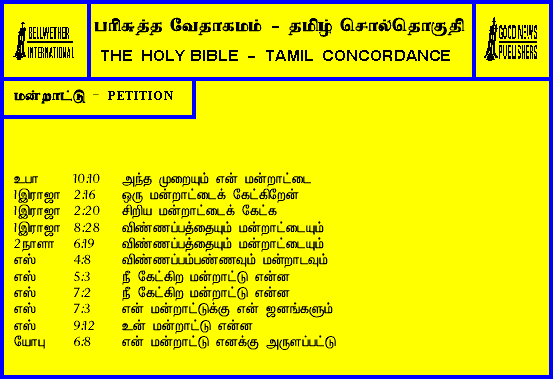 BELLWETHER
INTERNATIONAL
பரிசுத்த வேதாகமம் - தமிழ் சொல்தொகுதி
THE HOLY BIBLE - TAMIL CONCORDANCE
GOOD NEWS
PUBLISHERS
மன்றாட்டு - PETITION
உபா 10:10 அந்த முறையும் என் மன்றாட்டை
1இராஜா 2:16 ஒரு மன்றாட்டைக் கேட்கிறேன்
1இராஜா 2:20 சிறிய மன்றாட்டைக் கேட்க
1இராஜா 8:28 விண்ணப்பத்தையும் மன்றாட்டையும்
2நாளா 6:19 விண்ணப்பத்தையும் மன்றாட்டையும்
எஸ் 4:8 விண்ணப்பம்பண்ணவும் மன்றாடவும்
எஸ் 5:3 நீ கேட்கிற மன்றாட்டு என்ன
எஸ் 7:2 நீ கேட்கிற மன்றாட்டு என்ன
எஸ் 7:3 என் மன்றாட்டுக்கு என் ஜனங்களும்
எஸ் 9:12 உன் மன்றாட்டு என்ன
யோபு 6:8 என் மன்றாட்டு எனக்கு அருளப்பட்டு